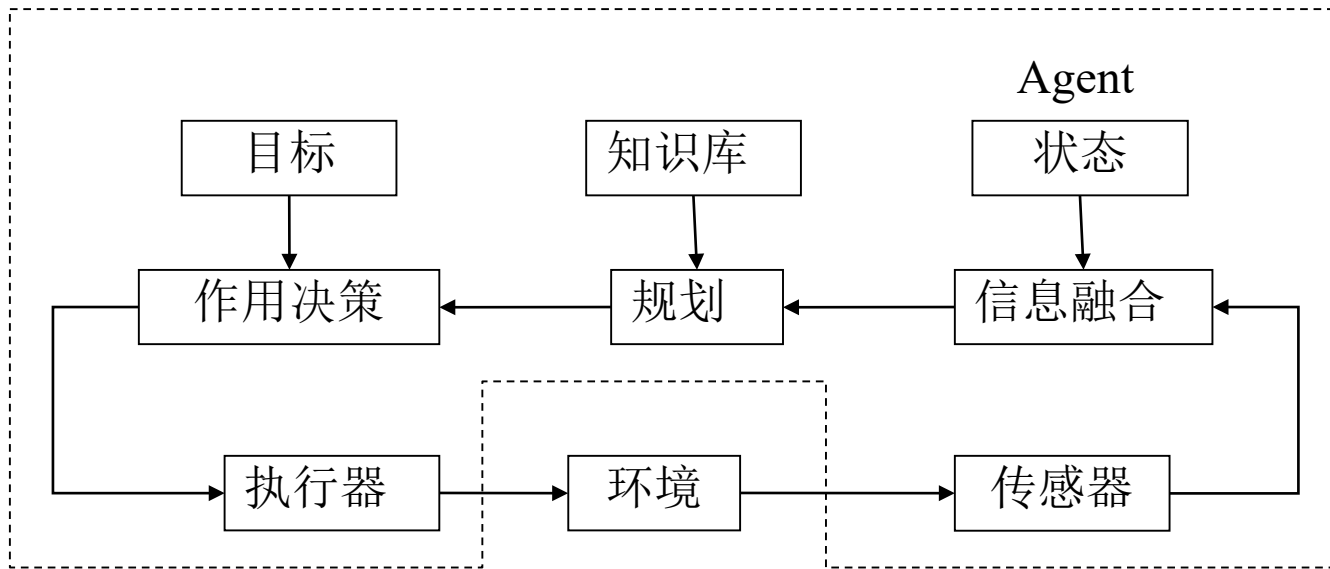 Agent
目标
知识库
状态
作用决策
规划
信息融合
执行器
环境
传感器